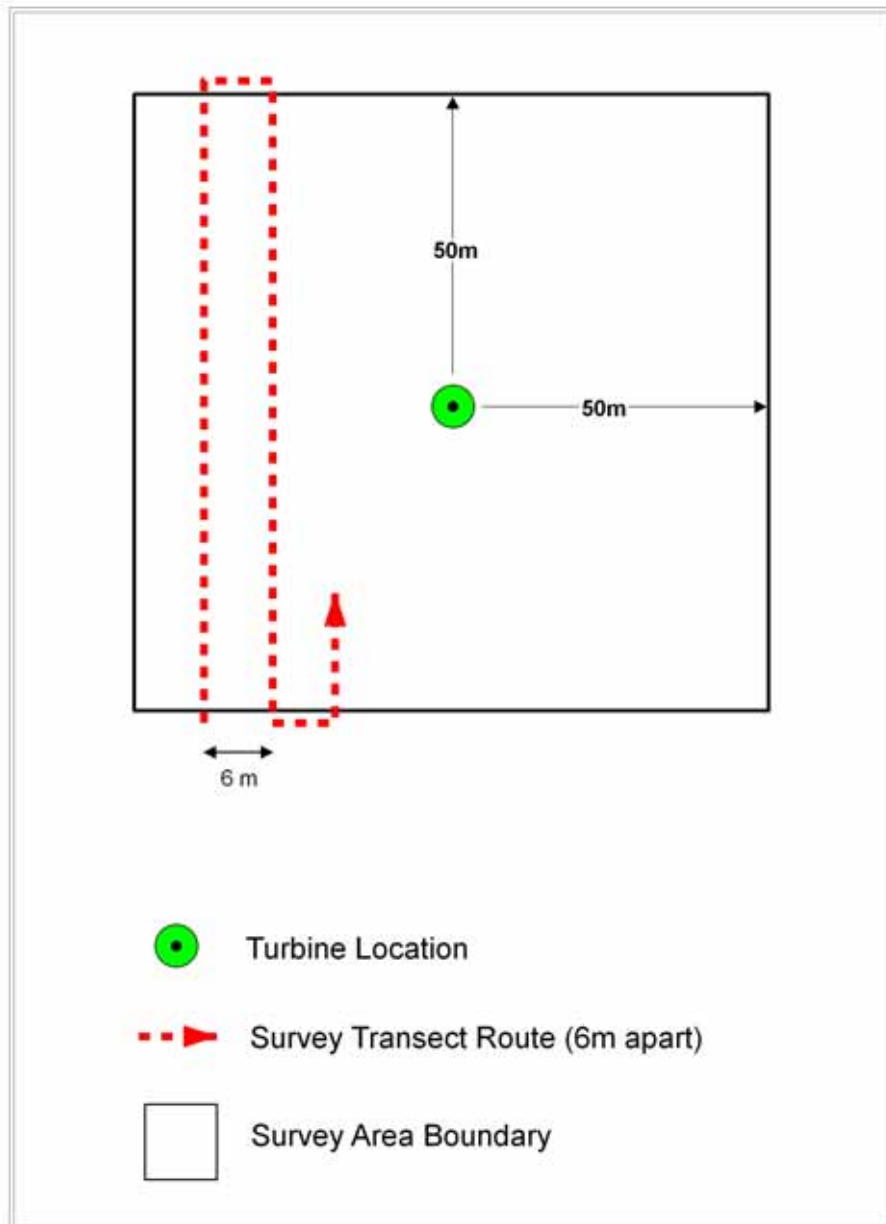 50m
50m
6 m
Turbine Location
Survey Transect Route (6m apart)
Survey Area Boundary